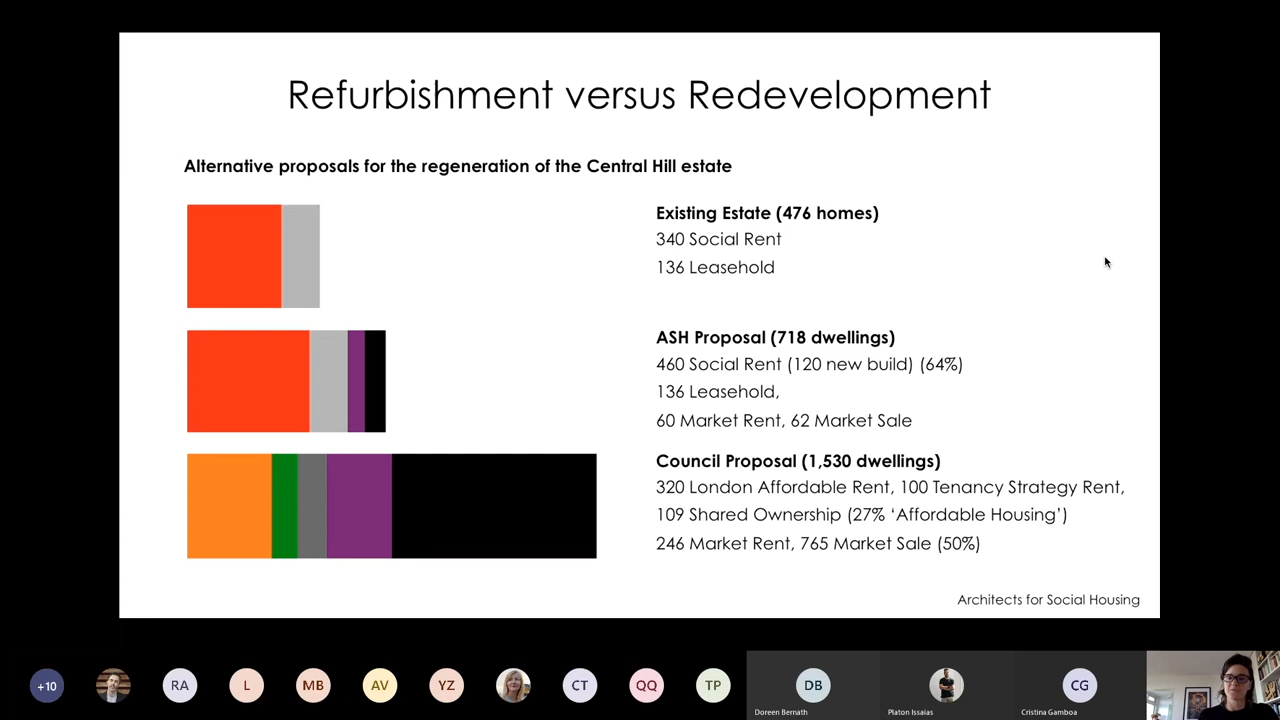 Refurbishment versus Redevelopment
Alternative proposals for the regeneration of the Central Hill estate
Existing Estate (476 homes)
340 Social Rent
136 Leasehold
ASH Proposal (718 dwellings)
460 Social Rent (120 new build) (64%)
136 Leasehold,
60 Market Rent, 62 Market Sale
Council Proposal (1,530 dwellings)
320 London Affordable Rent, 100 Tenancy Strategy Rent,
109 Shared Ownership (27% ‘Affordable Housing’)
246 Market Rent, 765 Market Sale (50%)
Architects for Social Housing
+10
RA
L
MB
AV
YZ
CT
QQ
TP
DB
CG
Doreen Bernath
Platon Issaias
Cristina Gamboa